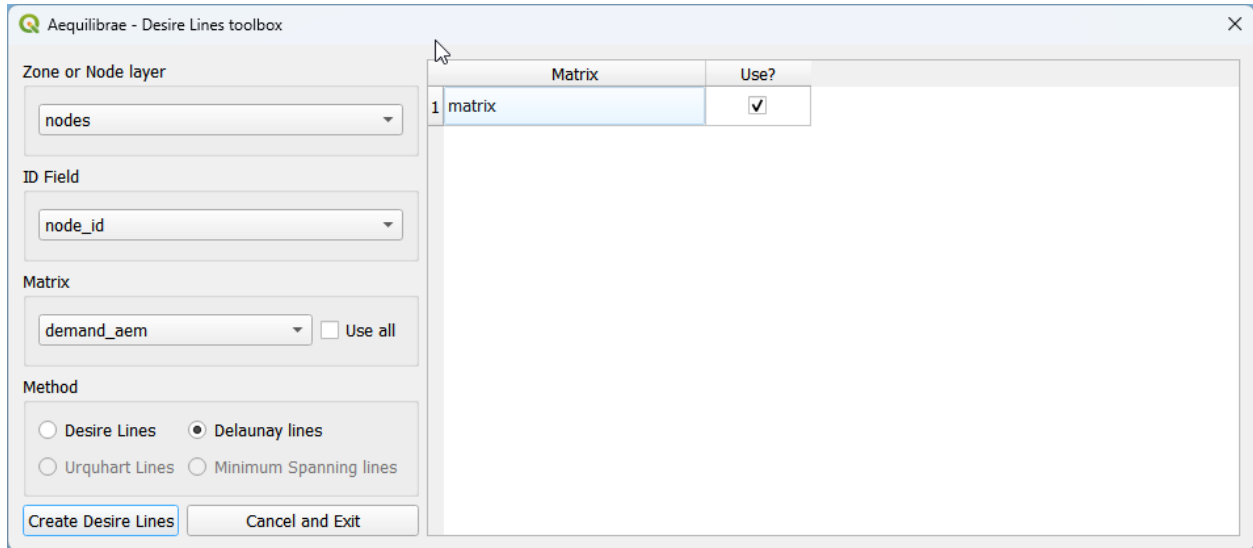 Aequilibrae - Desire Lines toolbox
Zone or Node layer
nodes
ID Field
node_id
Matrix
demand_aem
Use all
Method
Desire Lines
Delaunay lines
Urquhart Lines
Minimum Spanning lines
Create Desire Lines
Cancel and Exit
Matrix
Use?
1
matrix